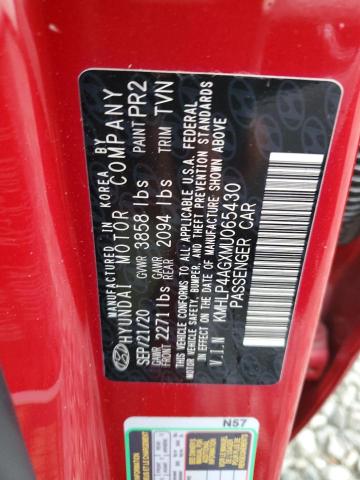 MFD. IN KOREA BY
HYUNDAI MOTOR COMPANY
SEP/21/20 GVWR 3858 lbs PAINT PR2
GAWR FRONT 2271 lbs GAWR REAR 2094 lbs TRIM TVN
THIS VEHICLE CONFORMS TO ALL APPLICABLE U.S.A. FEDERAL
MOTOR VEHICLE SAFETY, BUMPER, AND THEFT PREVENTION STANDARDS
IN EFFECT ON THE DATE OF MANUFACTURE SHOWN ABOVE
V.I.N KMHLP4AGXMU065430
PASSENGER CAR
N57